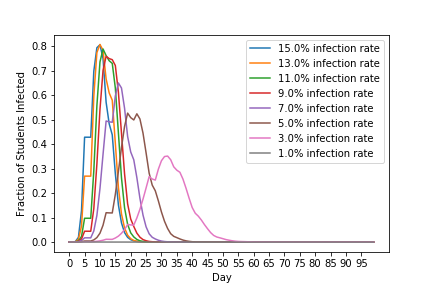 0.8
0.7
0.6
0.5
0.4
0.3
0.2
0.1
0.0
Fraction of Students Infected
15.0% infection rate
13.0% infection rate
11.0% infection rate
9.0% infection rate
7.0% infection rate
5.0% infection rate
3.0% infection rate
1.0% infection rate
0 5 10 15 20 25 30 35 40 45 50 55 60 65 70 75 80 85 90 95
Day